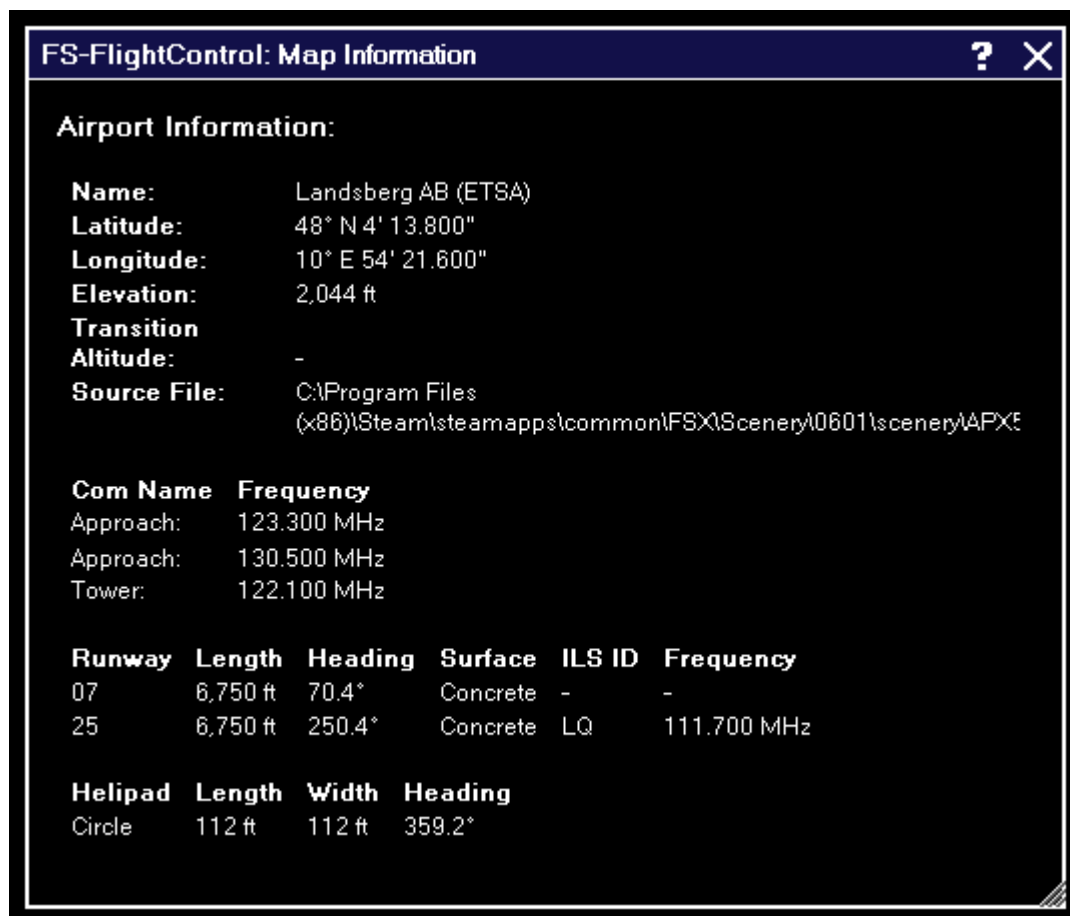 FS-FlightControl: Map Information ? X
Airport Information:
Name: Landsberg AB (ETSA)
Latitude: 48° N 4' 13.800"
Longitude: 10° E 54' 21.600"
Elevation: 2,044 ft
Transition
Altitude: -
Source File: C:\Program Files
(x86)\Steam\steamapps\common\FSX\Scenery\0601\scenery\APX5
Com Name Frequency
Approach: 123.300 MHz
Approach: 130.500 MHz
Tower: 122.100 MHz
Runway Length Heading Surface ILS ID Frequency
07 6,750 ft 70.4° Concrete - -
25 6,750 ft 250.4° Concrete LQ 111.700 MHz
Helipad Length Width Heading
Circle 112 ft 112 ft 359.2°